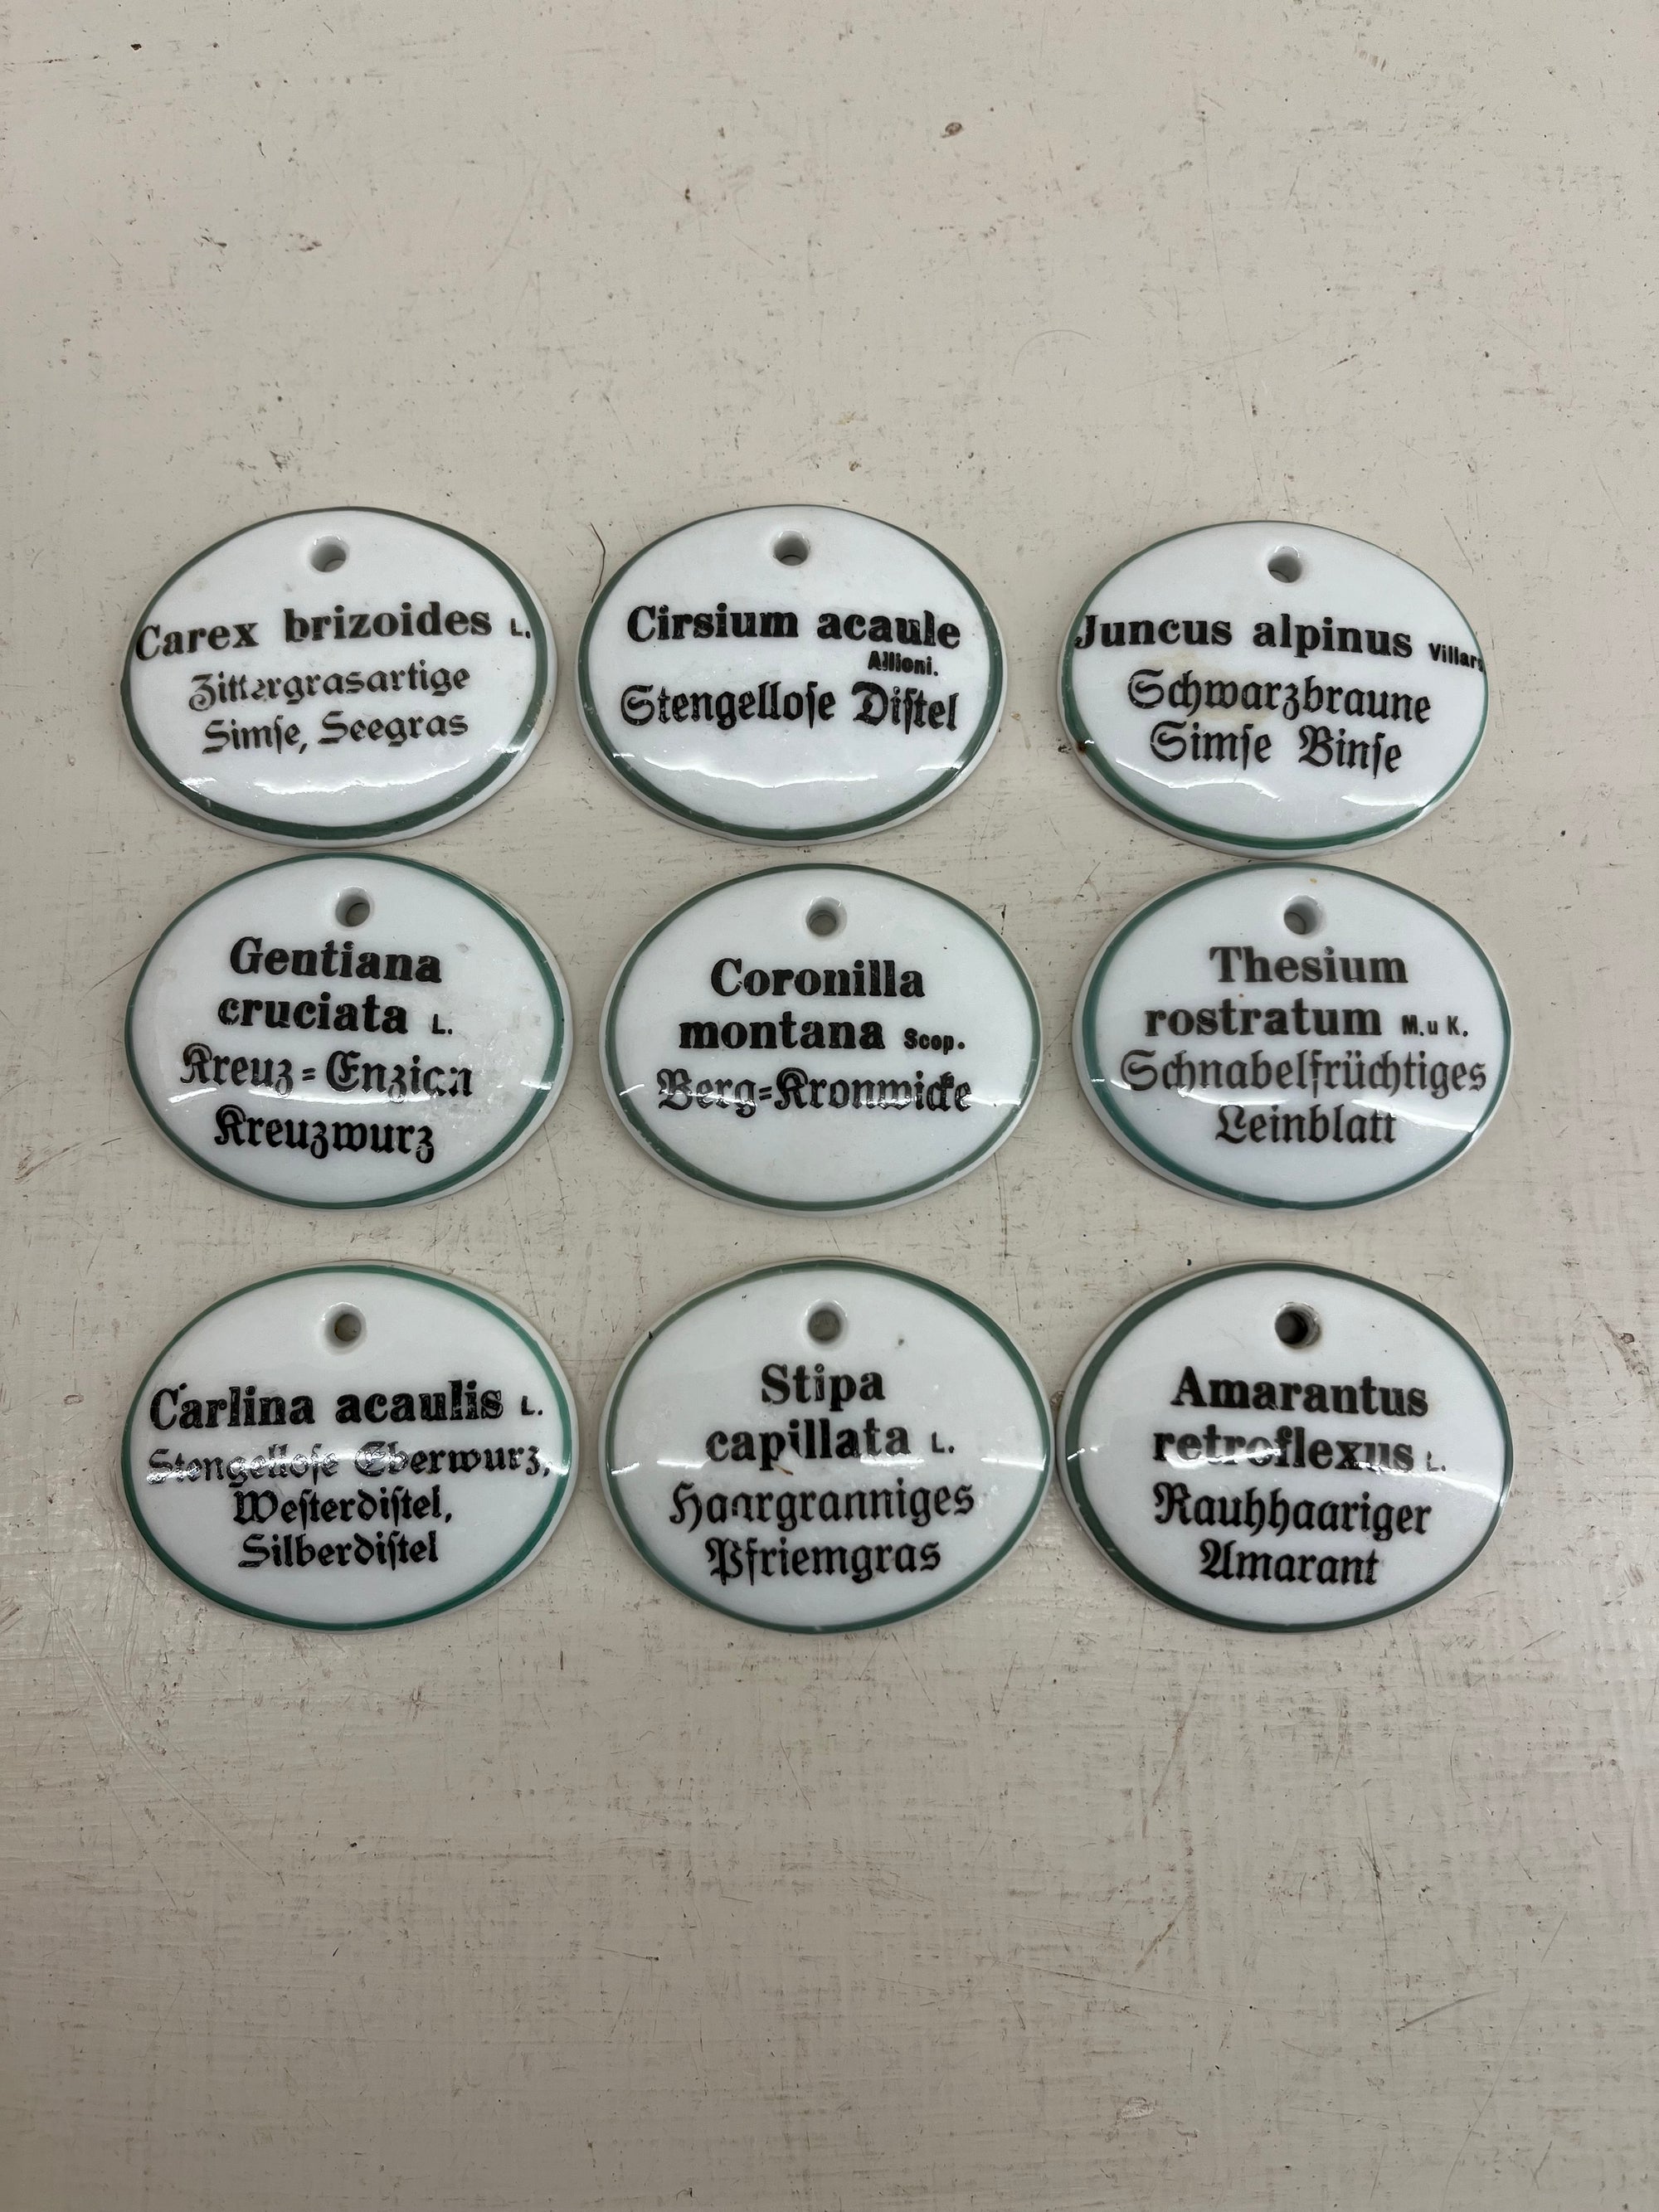 Carex brizoides L.
Zittergrasartige
Simſe, Seegras
Cirsium acaule
Allioni.
Stengelloſe Diſtel
Juncus alpinus Villars
Schwarzbraune
Simſe Binſe
Gentiana
cruciata L.
Kreuz=Enzian
Kreuzwurz
Coronilla
montana Scop.
Berg=Kronwicke
Thesium
rostratum M.u K.
Schnabelfrüchtiges
Leinblatt
Carlina acaulis L.
Stengelloſe Eberwurz,
Weſterdiſtel,
Silberdiſtel
Stipa
capillata L.
Haargranniges
Pfriemgras
Amarantus
retroflexus L.
Rauhhaariger
Amarant